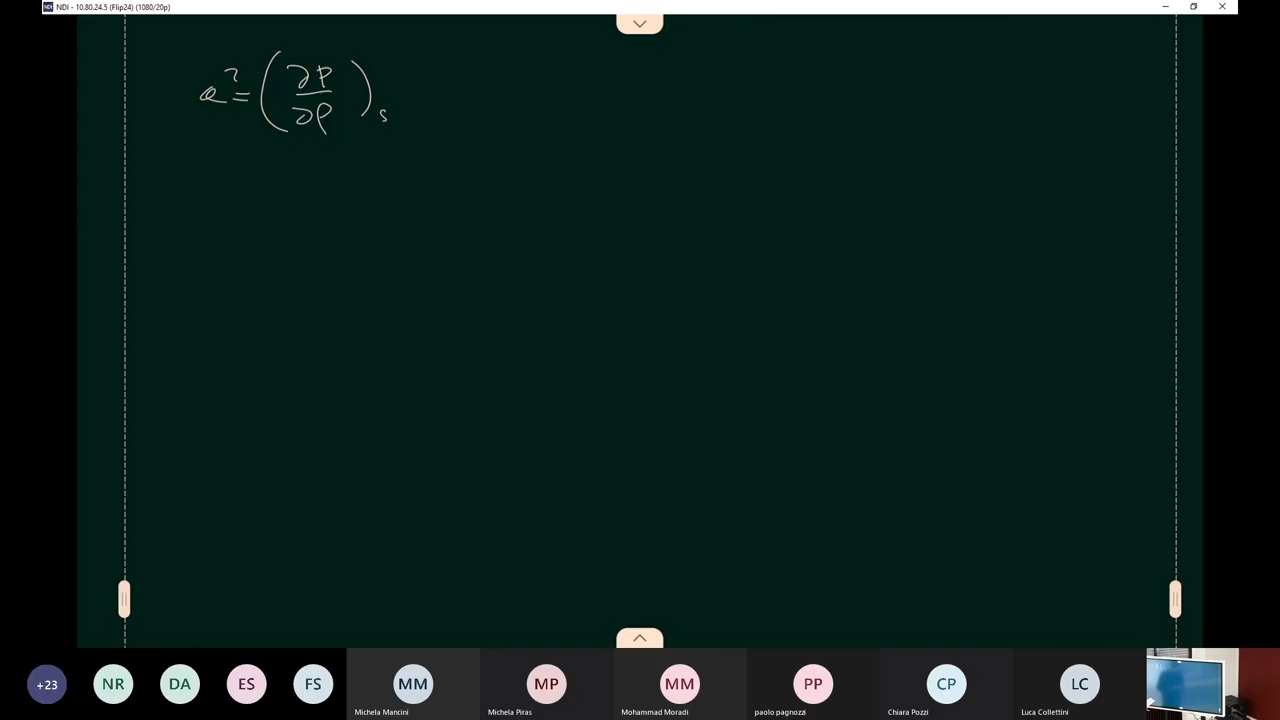 NDI - 10.80.24.5 (Flip24) (1080/20p)
a² = (∂P/∂ρ)s
+23 NR DA ES FS MM MP MM PP CP LC
Michela Mancini Michela Piras Mohammad Moradi paolo pagnozzi Chiara Pozzi Luca Collettini